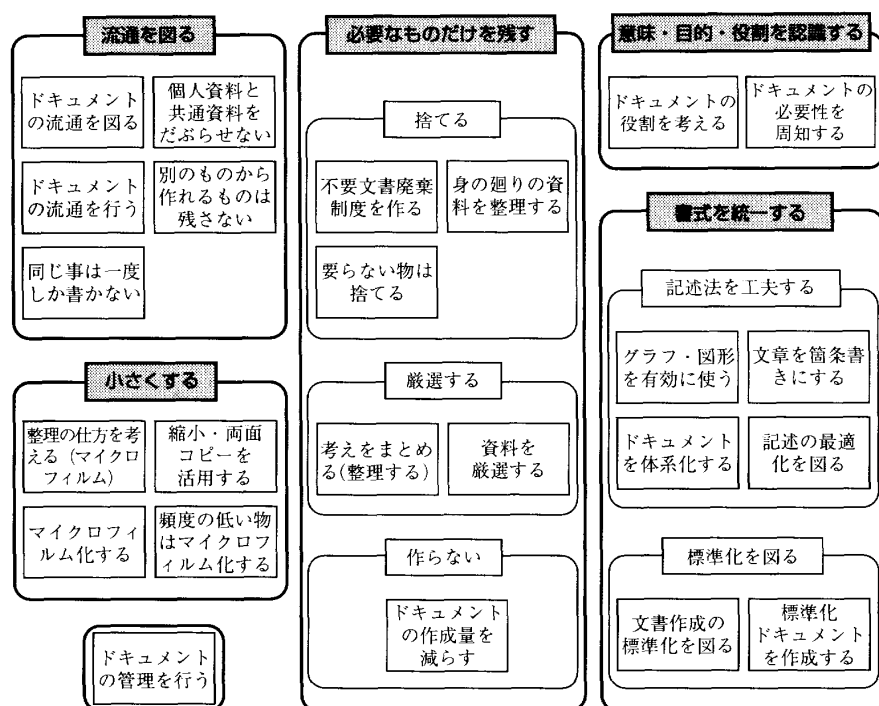 流通を図る
ドキュメント
の流通を図る
個人資料と
共通資料を
だぶらせない
ドキュメント
の流通を行う
別のものから
作れるものは
残さない
同じ事は一度
しか書かない
小さくする
整理の仕方を考
える（マイクロ
フィルム）
縮小・両面
コピーを
活用する
マイクロフィ
ルム化する
頻度の低い物
はマイクロフ
ィルム化する
ドキュメント
の管理を行う
必要なものだけを残す
捨てる
不要文書廃棄
制度を作る
身の廻りの資
料を整理する
要らない物は
捨てる
厳選する
考えをまとめ
る(整理する)
資料を
厳選する
作らない
ドキュメント
の作成量を
減らす
意味・目的・役割を認識する
ドキュメントの
役割を考える
ドキュメントの
必要性を
周知する
書式を統一する
記述法を工夫する
グラフ・図形
を有効に使う
文章を箇条書
きにする
ドキュメント
を体系化する
記述の最適
化を図る
標準化を図る
文書作成の
標準化を図る
標準化
ドキュメント
を作成する